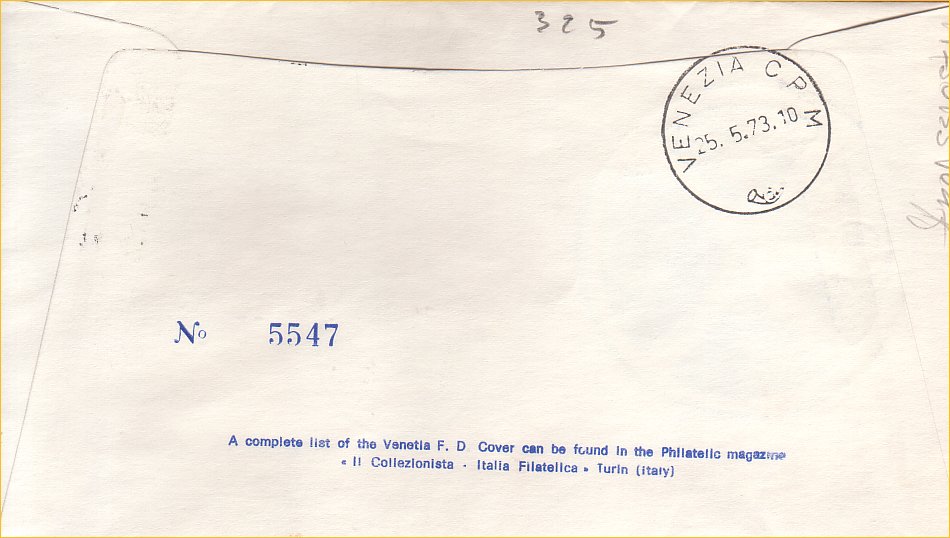 325
VENEZIA C P M
25. 5.73.10
No 5547
A complete list of the Venetia F. D Cover can be found in the Philatelic magazine
« Il Collezionista - Italia Filatelica » Turin (Italy)